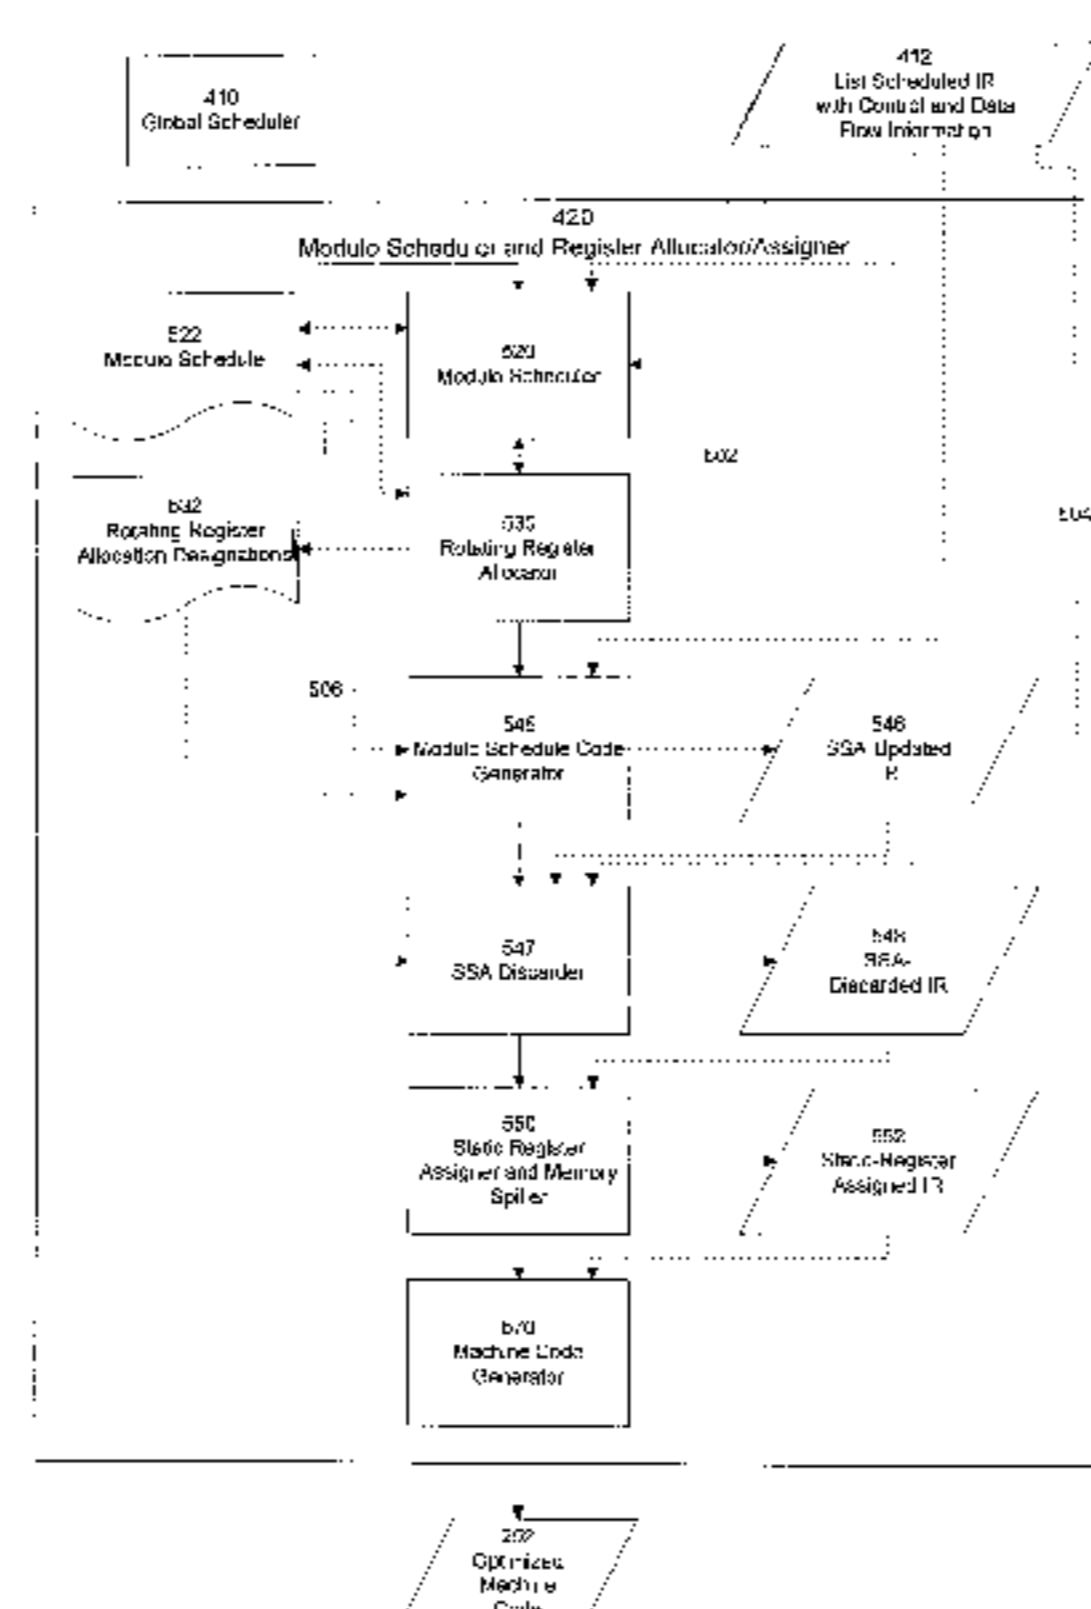 410
Global Scheduler
412
List Scheduled IR
with Control and Data
Flow Information
420
Modulo Scheduler and Register Allocator/Assigner
522
Modulo Schedule
520
Modulo Scheduler
502
504
532
Rotating Register
Allocation Designations
Rotating Register
Allocator
506
Modulo Schedule Code
Generator
546
SSA Updated
IR
547
SSA Discarder
548
SSA-
Discarded IR
550
Static Register
Assigner and Memory
Spiller
552
Static-Register
Assigned IR
570
Machine Code
Generator
Optimized
Machine
Code